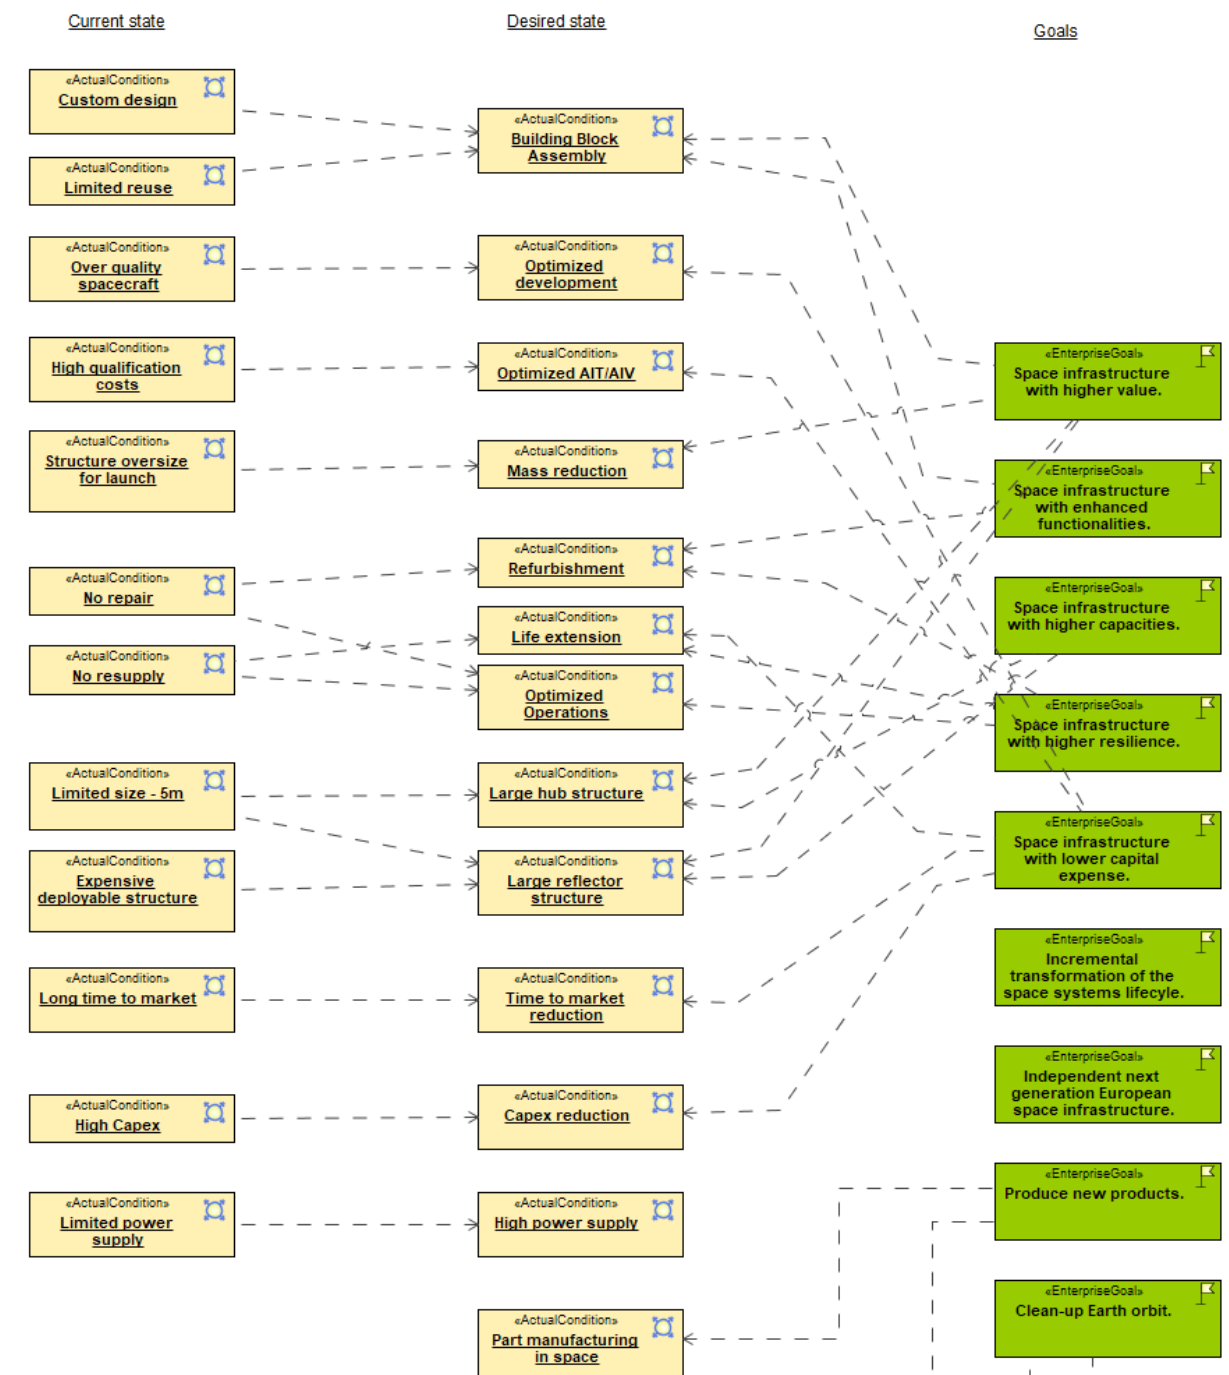 Current state
Desired state
Goals
«ActualCondition»
Custom design
«ActualCondition»
Limited reuse
«ActualCondition»
Over quality
spacecraft
«ActualCondition»
High qualification
costs
«ActualCondition»
Structure oversize
for launch
«ActualCondition»
No repair
«ActualCondition»
No resupply
«ActualCondition»
Limited size - 5m
«ActualCondition»
Expensive
deployable structure
«ActualCondition»
Long time to market
«ActualCondition»
High Capex
«ActualCondition»
Limited power
supply
«ActualCondition»
Building Block
Assembly
«ActualCondition»
Optimized
development
«ActualCondition»
Optimized AIT/AIV
«ActualCondition»
Mass reduction
«ActualCondition»
Refurbishment
«ActualCondition»
Life extension
«ActualCondition»
Optimized
Operations
«ActualCondition»
Large hub structure
«ActualCondition»
Large reflector
structure
«ActualCondition»
Time to market
reduction
«ActualCondition»
Capex reduction
«ActualCondition»
High power supply
«ActualCondition»
Part manufacturing
in space
«EnterpriseGoal»
Space infrastructure
with higher value.
«EnterpriseGoal»
Space infrastructure
with enhanced
functionalities.
«EnterpriseGoal»
Space infrastructure
with higher capacities.
«EnterpriseGoal»
Space infrastructure
with higher resilience.
«EnterpriseGoal»
Space infrastructure
with lower capital
expense.
«EnterpriseGoal»
Incremental
transformation of the
space systems lifecyle.
«EnterpriseGoal»
Independent next
generation European
space infrastructure.
«EnterpriseGoal»
Produce new products.
«EnterpriseGoal»
Clean-up Earth orbit.